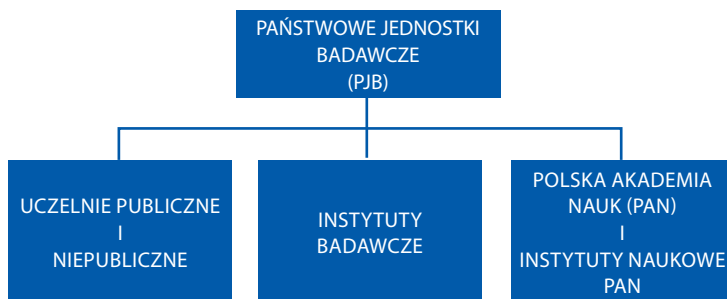 PAŃSTWOWE JEDNOSTKI
BADAWCZE
(PJB)
UCZELNIE PUBLICZNE
I
NIEPUBLICZNE
INSTYTUTY
BADAWCZE
POLSKA AKADEMIA
NAUK (PAN)
I
INSTYTUTY NAUKOWE
PAN